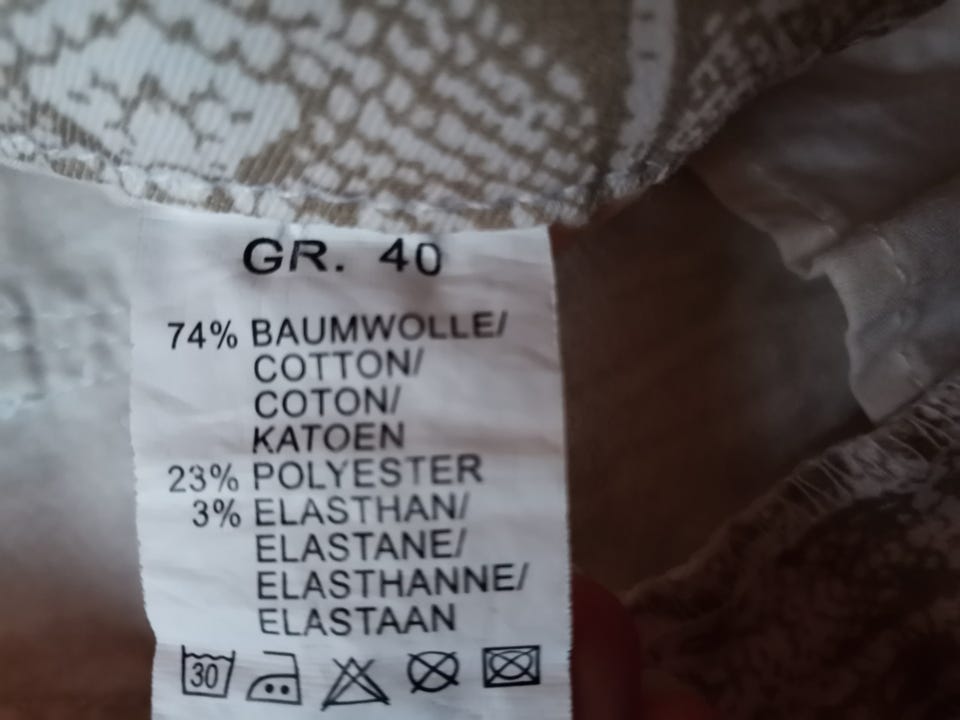 GR. 40
74% BAUMWOLLE/
COTTON/
COTON/
KATOEN
23% POLYESTER
3% ELASTHAN/
ELASTANE/
ELASTHANNE/
ELASTAAN
30